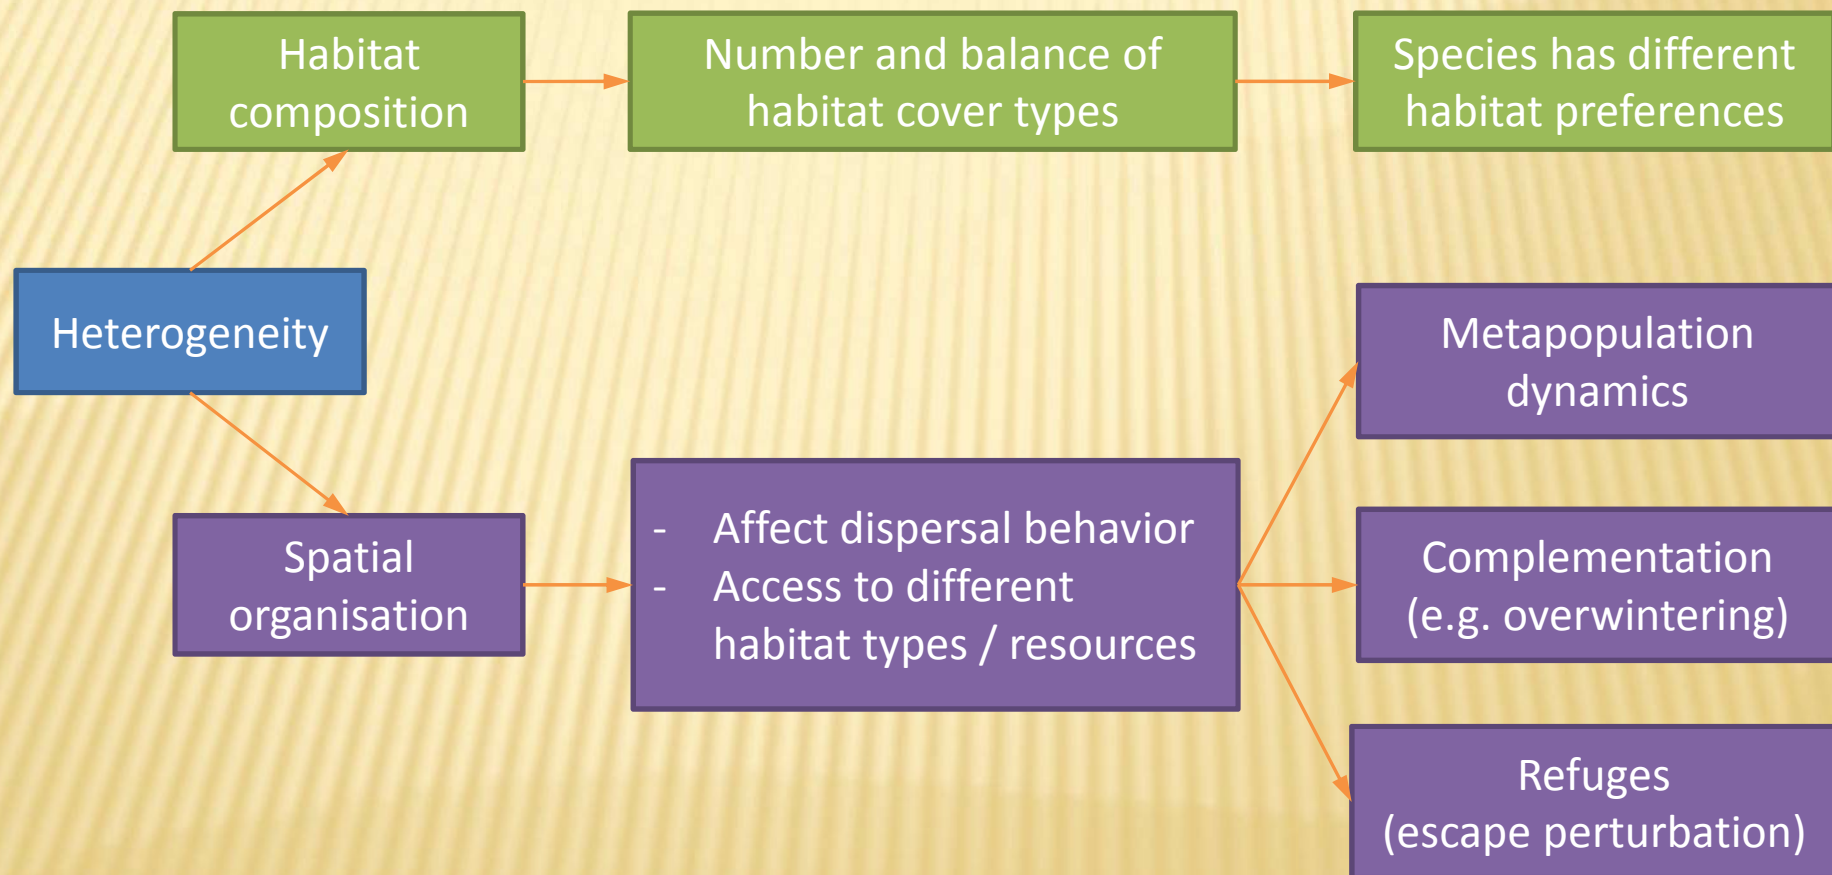 Habitat
composition
Number and balance of
habitat cover types
Species has different
habitat preferences
Heterogeneity
Spatial
organisation
- Affect dispersal behavior
- Access to different
habitat types / resources
Metapopulation
dynamics
Complementation
(e.g. overwintering)
Refuges
(escape perturbation)